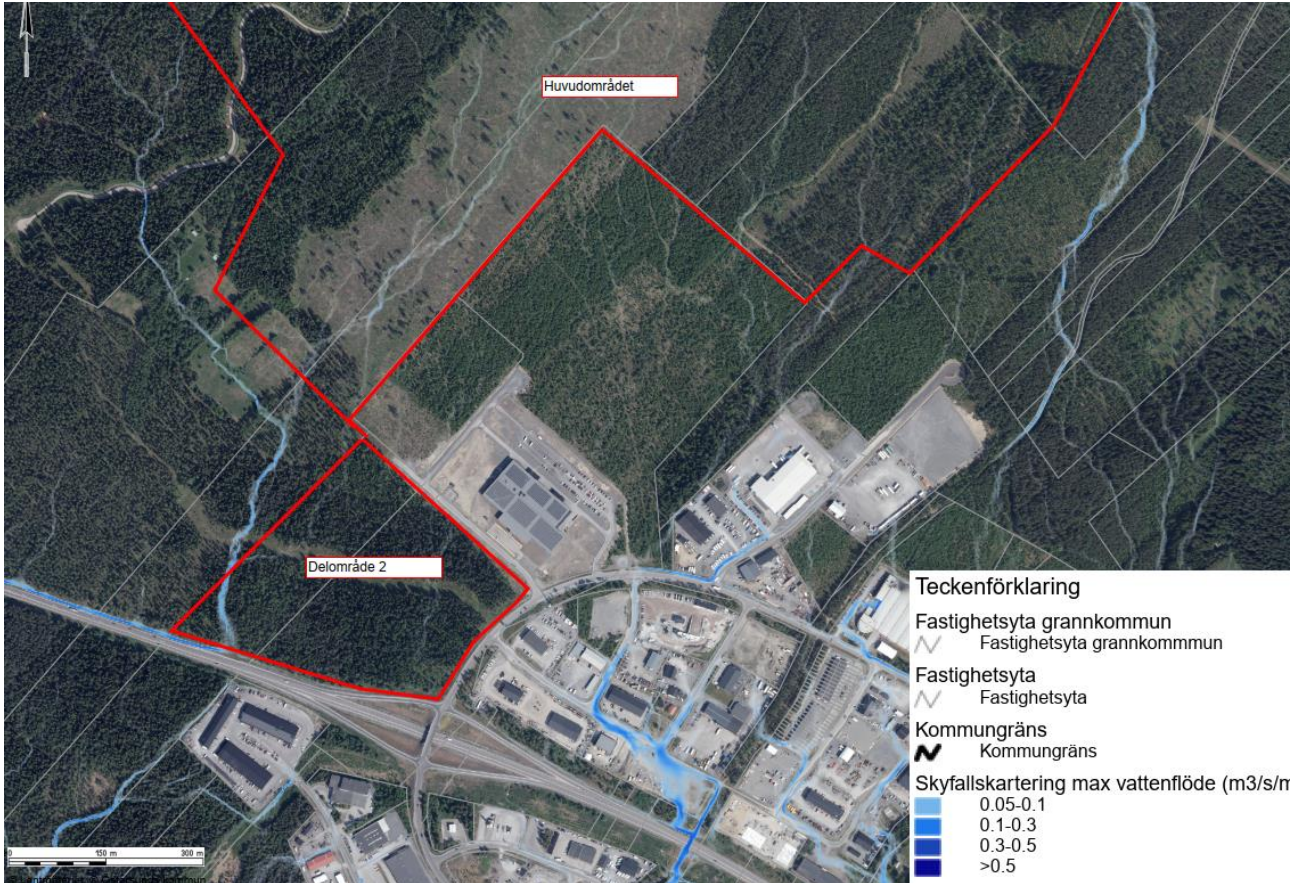 Huvudområdet
Delområde 2
Teckenförklaring
Fastighetsyta grannkommun
Fastighetsyta grannkommmun
Fastighetsyta
Fastighetsyta
Kommungräns
Kommungräns
Skyfallskartering max vattenflöde (m3/s/m
0.05-0.1
0.1-0.3
0.3-0.5
>0.5
0 150 m 300 m